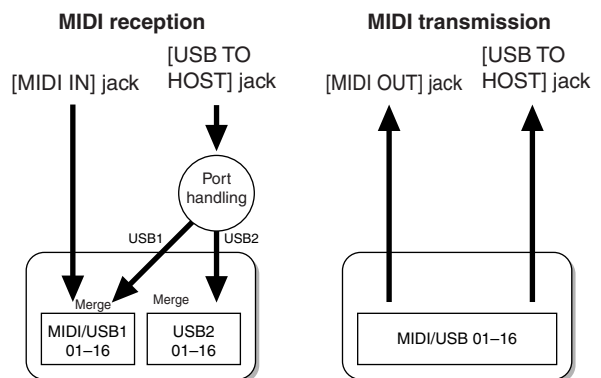 MIDI reception
[MIDI IN] jack
[USB TO
HOST] jack
Port
handling
USB1
USB2
Merge
Merge
MIDI/USB1
01–16
USB2
01–16
MIDI transmission
[MIDI OUT] jack
[USB TO
HOST] jack
MIDI/USB 01–16